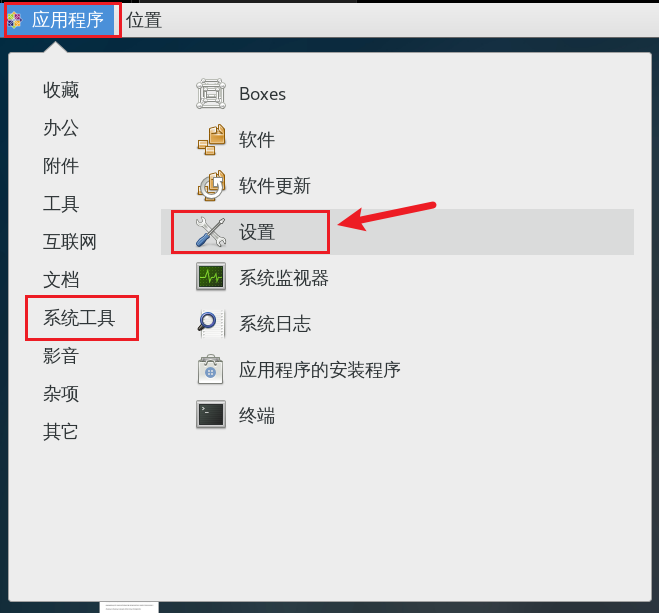 应用程序 位置
收藏
办公
附件
工具
互联网
文档
系统工具
影音
杂项
其它
Boxes
软件
软件更新
设置
系统监视器
系统日志
应用程序的安装程序
终端